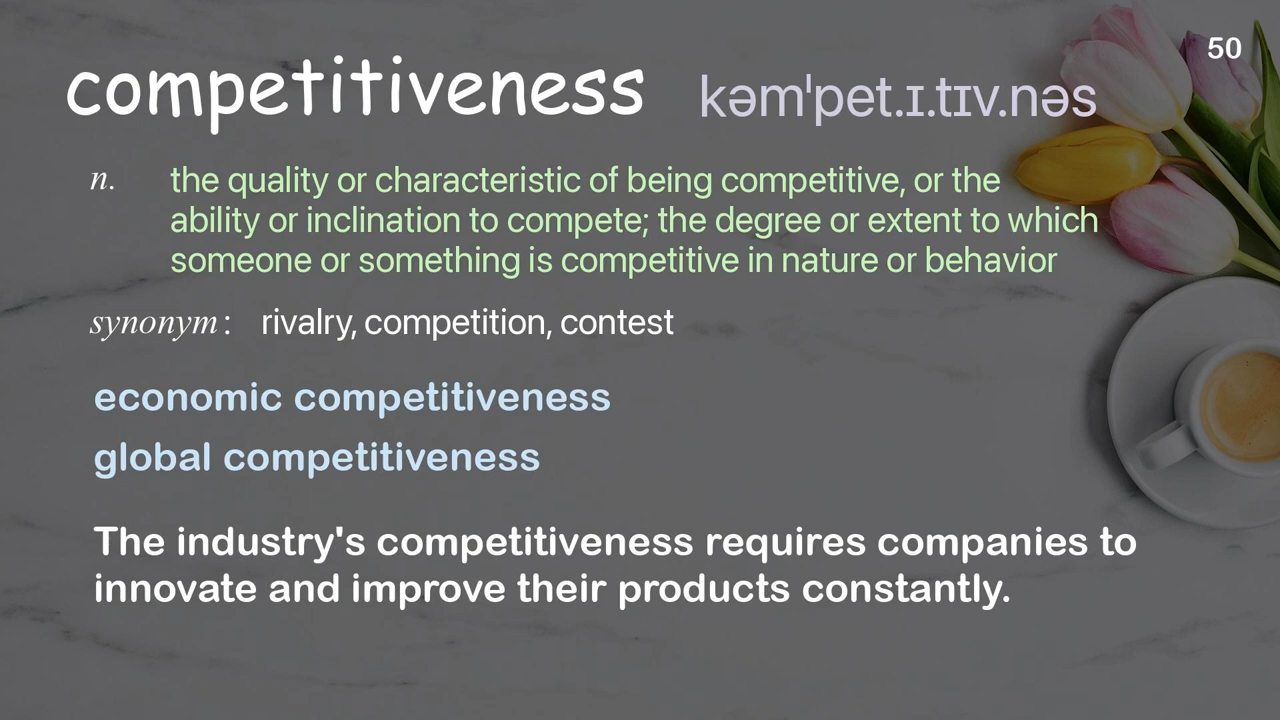 50
competitiveness kəmˈpet.ɪ.tɪv.nəs
n. the quality or characteristic of being competitive, or the
ability or inclination to compete; the degree or extent to which
someone or something is competitive in nature or behavior
synonym: rivalry, competition, contest
economic competitiveness
global competitiveness
The industry's competitiveness requires companies to
innovate and improve their products constantly.